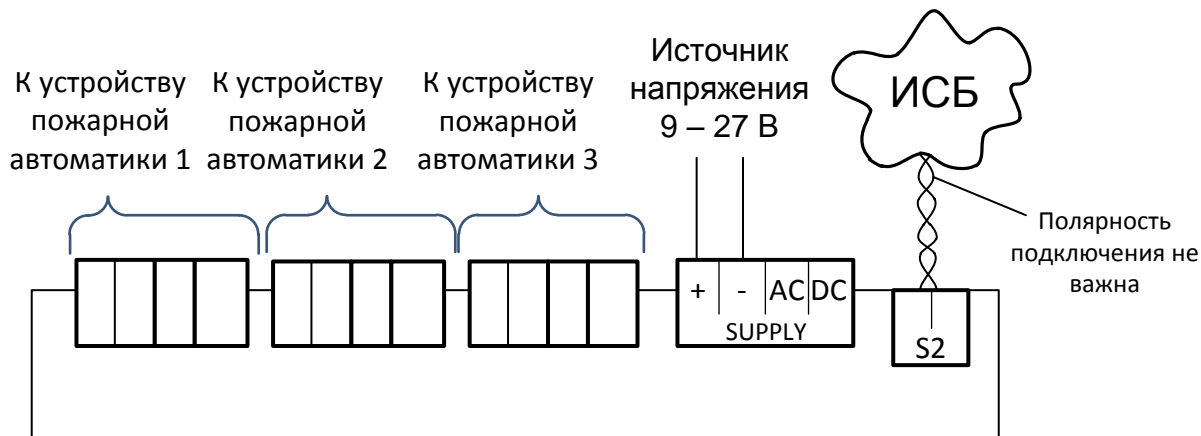 К устройству
пожарной
автоматики 1
К устройству
пожарной
автоматики 2
К устройству
пожарной
автоматики 3
Источник
напряжения
9 – 27 В
ИСБ
Полярность
подключения не
важна
+ - AC DC
SUPPLY
S2